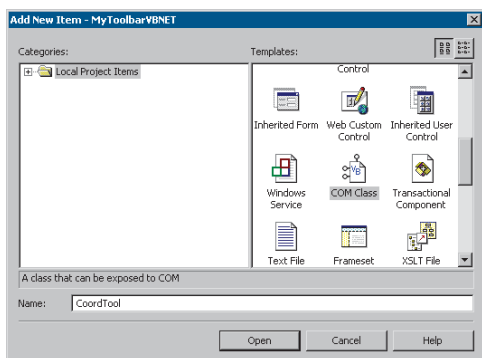 Add New Item - MyToolbarVBNET
Categories:
Templates:
Local Project Items
Control
Inherited Form
Web Custom
Control
Inherited User
Control
Windows
Service
COM Class
Transactional
Component
Text File
Frameset
XSLT File
A class that can be exposed to COM
Name:
CoordTool
Open
Cancel
Help